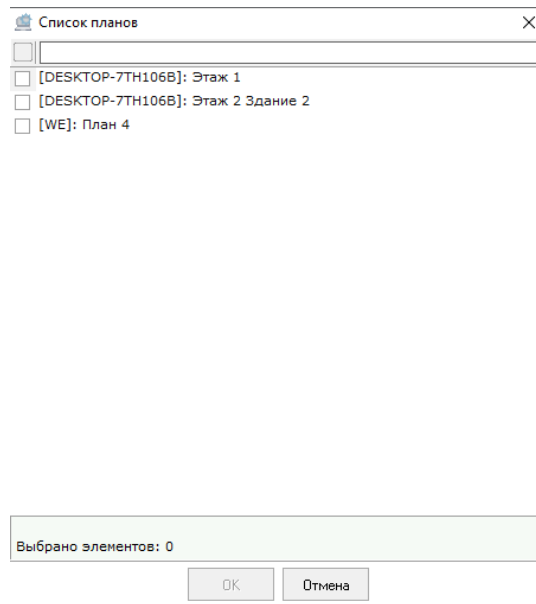 Список планов
[DESKTOP-7TH106B]: Этаж 1
[DESKTOP-7TH106B]: Этаж 2 Здание 2
[WE]: План 4
Выбрано элементов: 0
OK
Отмена